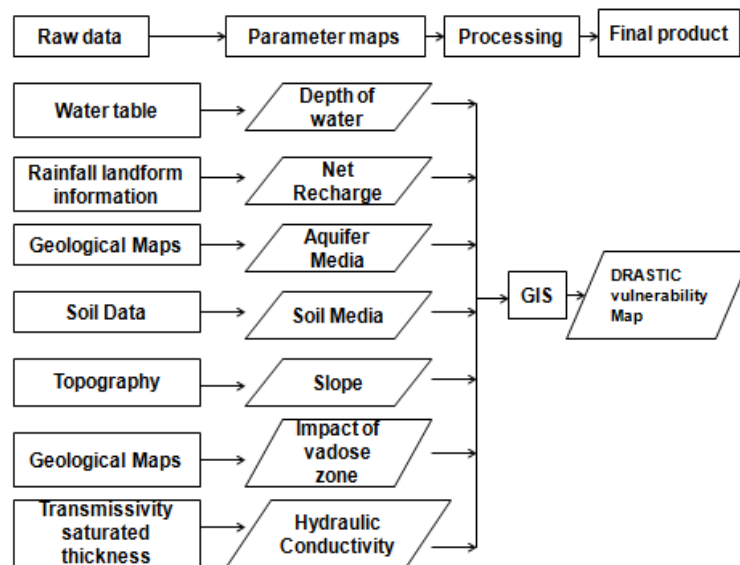 Raw data
Parameter maps
Processing
Final product
Water table
Depth of
water
Rainfall landform
information
Net
Recharge
Geological Maps
Aquifer
Media
Soil Data
Soil Media
Topography
Slope
Geological Maps
Impact of
vadose
zone
Transmissivity
saturated
thickness
Hydraulic
Conductivity
GIS
DRASTIC
vulnerability
Map